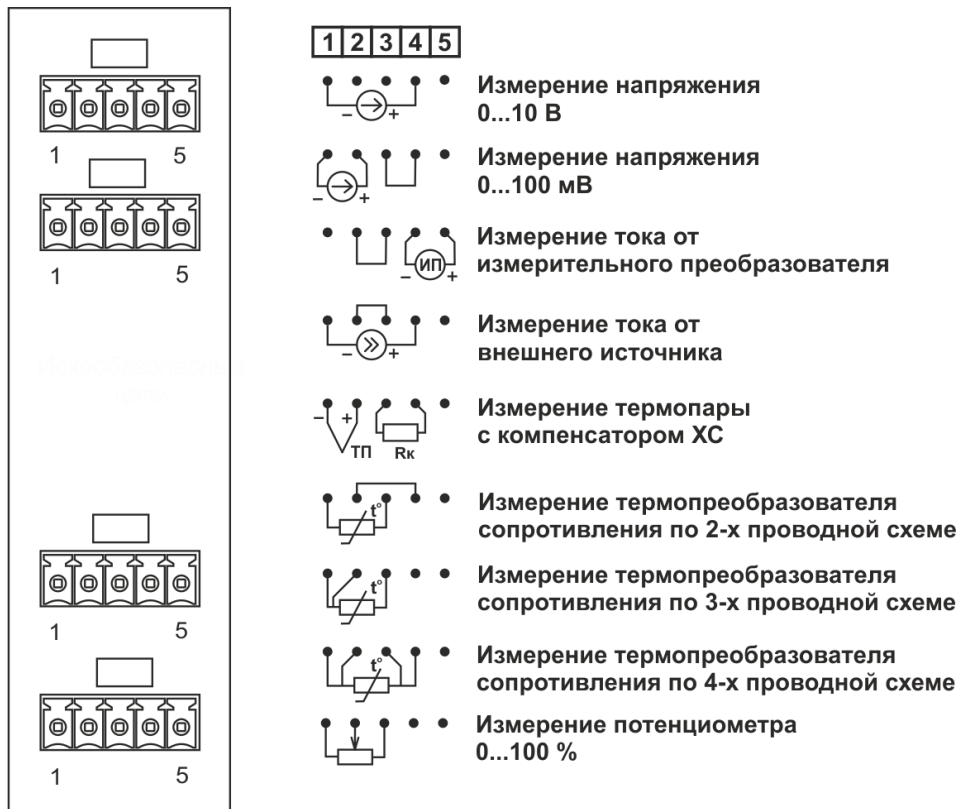 1 2 3 4 5
1 5
1 5
1 5
1 5
− +
Измерение напряжения
0...10 В
− +
Измерение напряжения
0...100 мВ
− ИП +
Измерение тока от
измерительного преобразователя
− +
Измерение тока от
внешнего источника
− + ТП Rк
Измерение термопары
с компенсатором ХС
t°
Измерение термопреобразователя
сопротивления по 2-х проводной схеме
t°
Измерение термопреобразователя
сопротивления по 3-х проводной схеме
t°
Измерение термопреобразователя
сопротивления по 4-х проводной схеме
Измерение потенциометра
0...100 %